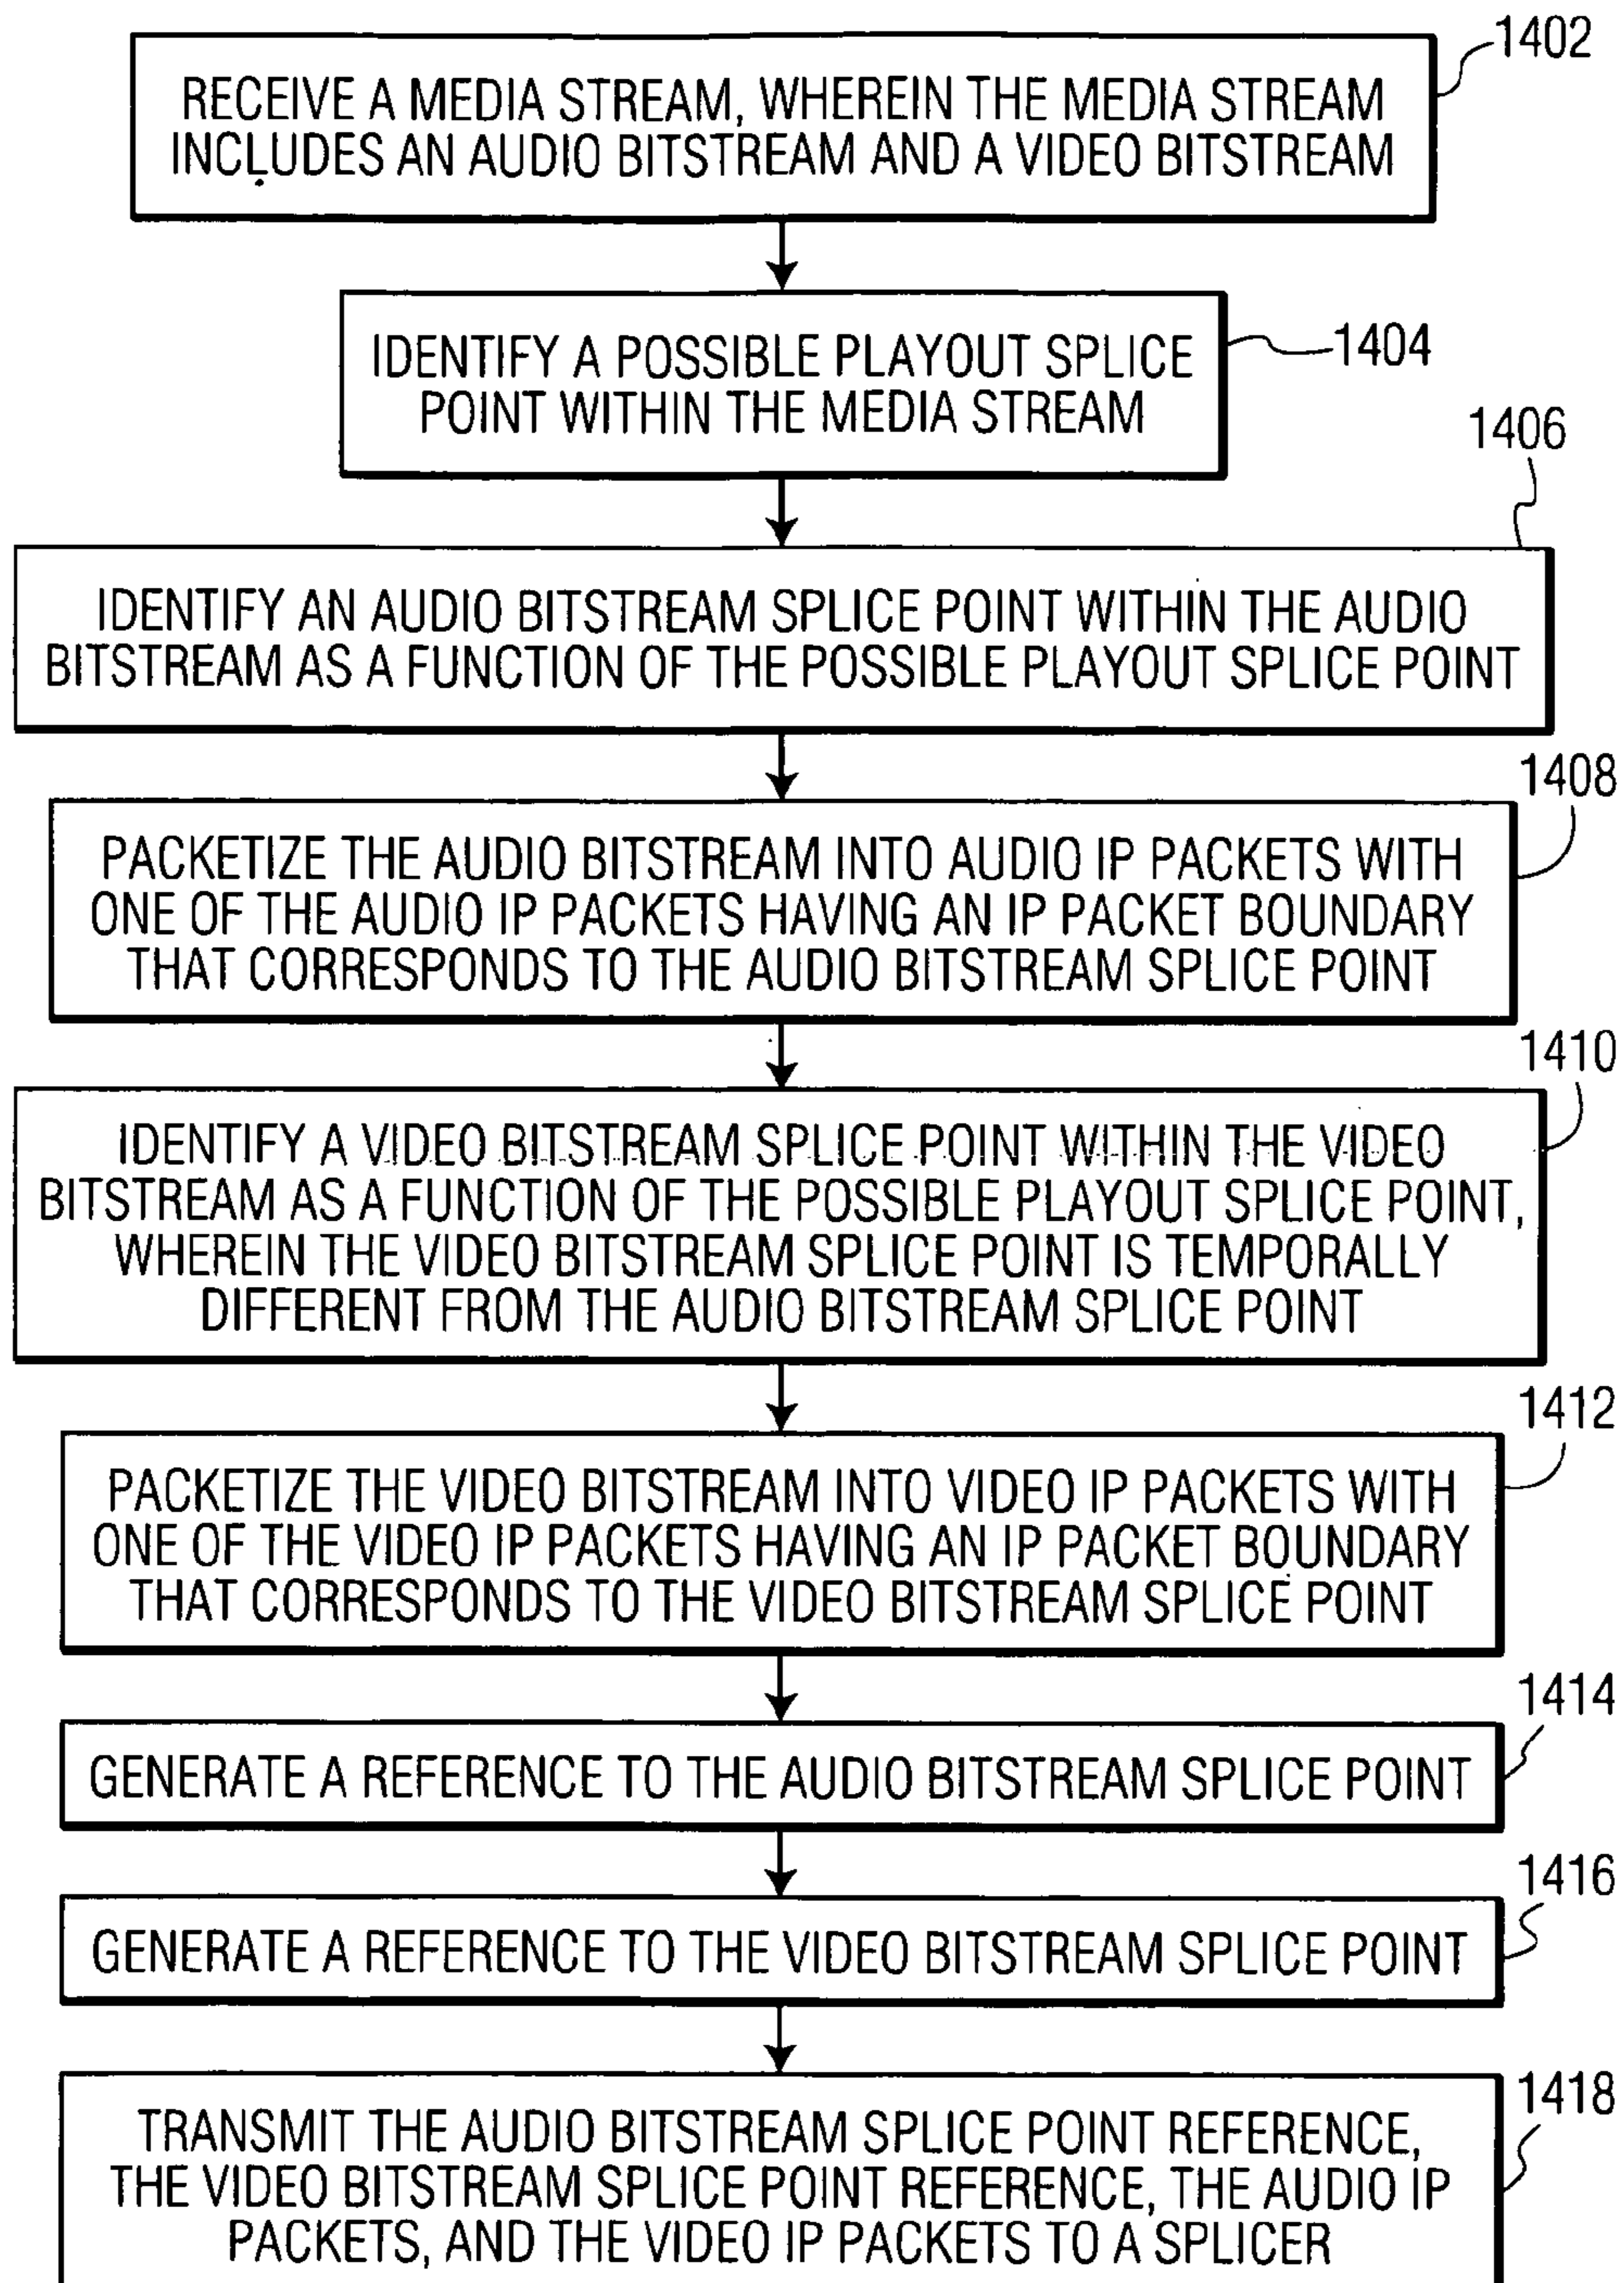 1402
RECEIVE A MEDIA STREAM, WHEREIN THE MEDIA STREAM
INCLUDES AN AUDIO BITSTREAM AND A VIDEO BITSTREAM
1404
IDENTIFY A POSSIBLE PLAYOUT SPLICE
POINT WITHIN THE MEDIA STREAM
1406
IDENTIFY AN AUDIO BITSTREAM SPLICE POINT WITHIN THE AUDIO
BITSTREAM AS A FUNCTION OF THE POSSIBLE PLAYOUT SPLICE POINT
1408
PACKETIZE THE AUDIO BITSTREAM INTO AUDIO IP PACKETS WITH
ONE OF THE AUDIO IP PACKETS HAVING AN IP PACKET BOUNDARY
THAT CORRESPONDS TO THE AUDIO BITSTREAM SPLICE POINT
1410
IDENTIFY A VIDEO BITSTREAM SPLICE POINT WITHIN THE VIDEO
BITSTREAM AS A FUNCTION OF THE POSSIBLE PLAYOUT SPLICE POINT,
WHEREIN THE VIDEO BITSTREAM SPLICE POINT IS TEMPORALLY
DIFFERENT FROM THE AUDIO BITSTREAM SPLICE POINT
1412
PACKETIZE THE VIDEO BITSTREAM INTO VIDEO IP PACKETS WITH
ONE OF THE VIDEO IP PACKETS HAVING AN IP PACKET BOUNDARY
THAT CORRESPONDS TO THE VIDEO BITSTREAM SPLICE POINT
1414
GENERATE A REFERENCE TO THE AUDIO BITSTREAM SPLICE POINT
1416
GENERATE A REFERENCE TO THE VIDEO BITSTREAM SPLICE POINT
1418
TRANSMIT THE AUDIO BITSTREAM SPLICE POINT REFERENCE,
THE VIDEO BITSTREAM SPLICE POINT REFERENCE, THE AUDIO IP
PACKETS, AND THE VIDEO IP PACKETS TO A SPLICER